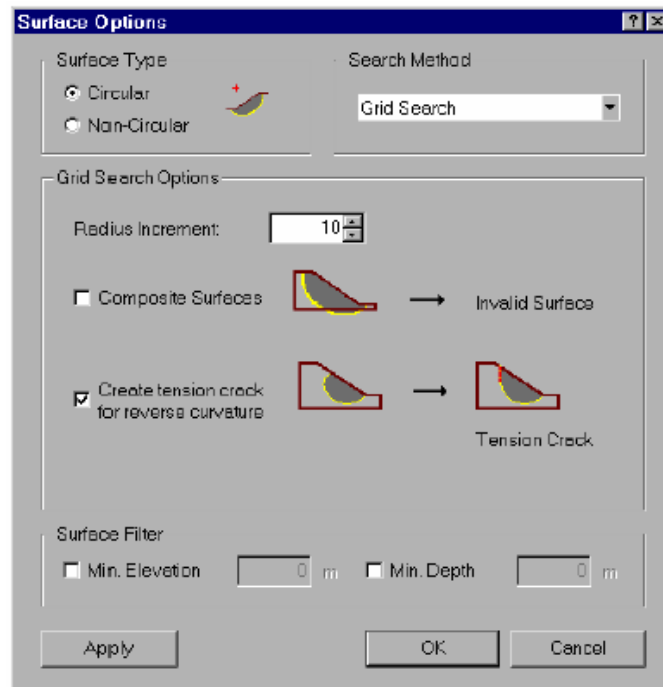 Surface Options
Surface Type
Circular
Non-Circular
Search Method
Grid Search
Grid Search Options
Radius Increment: 10
Composite Surfaces
Invalid Surface
Create tension crack
for reverse curvature
Tension Crack
Surface Filter
Min. Elevation 0 m Min. Depth 0 m
Apply OK Cancel